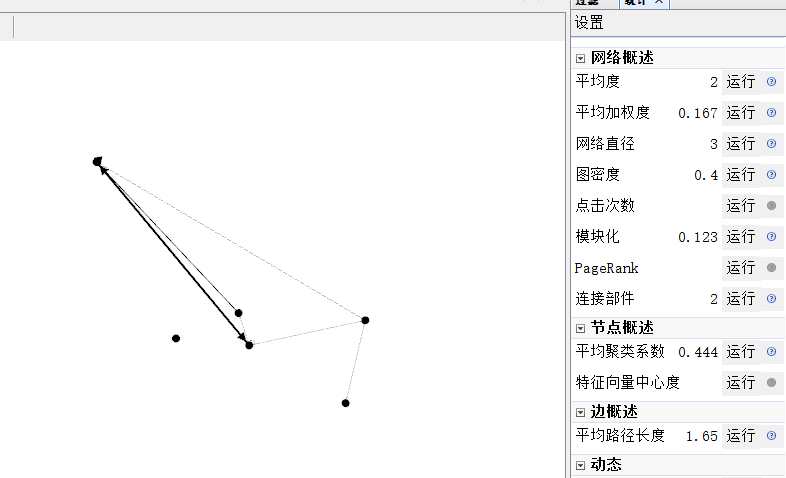 设置
网络概述
平均度 2 运行
平均加权度 0.167 运行
网络直径 3 运行
图密度 0.4 运行
点击次数 运行
模块化 0.123 运行
PageRank 运行
连接部件 2 运行
节点概述
平均聚类系数 0.444 运行
特征向量中心度 运行
边概述
平均路径长度 1.65 运行
动态